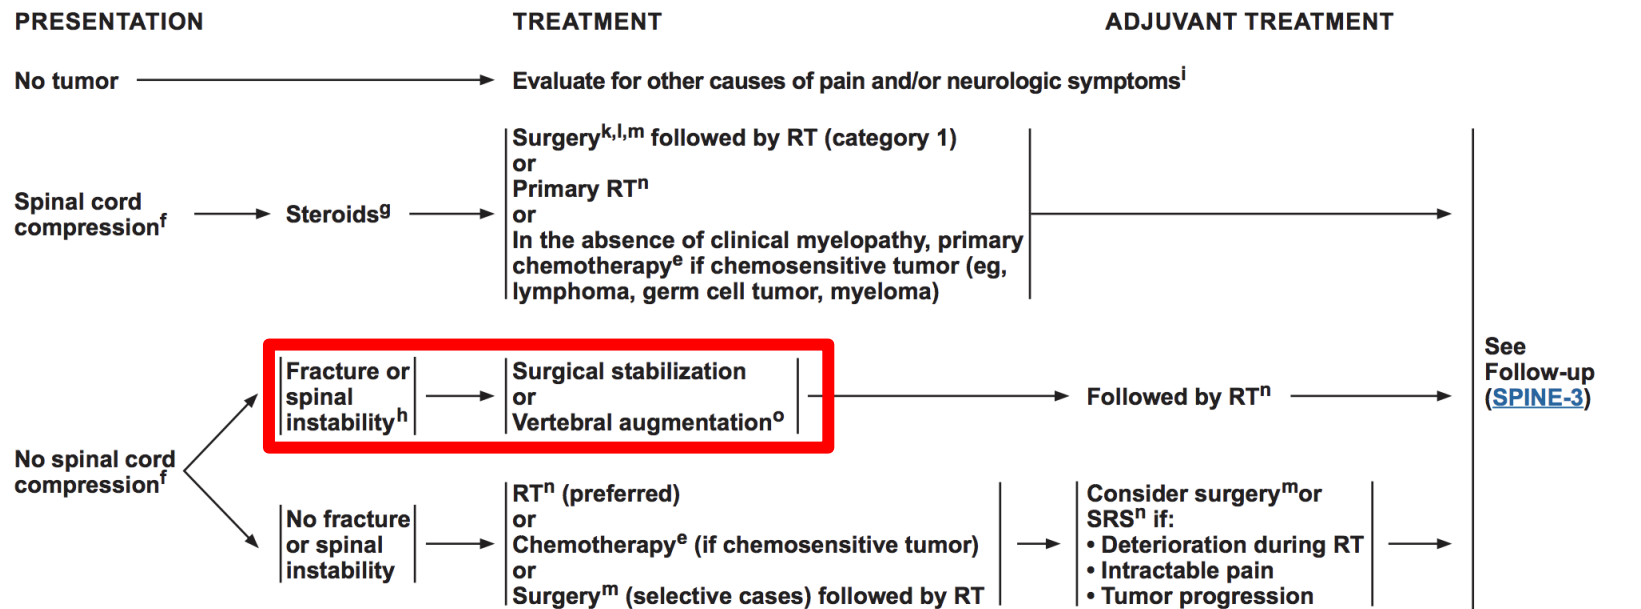 PRESENTATION TREATMENT ADJUVANT TREATMENT
No tumor Evaluate for other causes of pain and/or neurologic symptomsi
Spinal cord
compressionf
Steroidsg
Surgeryk,l,m followed by RT (category 1)
or
Primary RTn
or
In the absence of clinical myelopathy, primary
chemotherapye if chemosensitive tumor (eg,
lymphoma, germ cell tumor, myeloma)
No spinal cord
compressionf
Fracture or
spinal
instabilityh
Surgical stabilization
or
Vertebral augmentationo
Followed by RTn
No fracture
or spinal
instability
RTn (preferred)
or
Chemotherapye (if chemosensitive tumor)
or
Surgerym (selective cases) followed by RT
Consider surgerymor
SRSn if:
• Deterioration during RT
• Intractable pain
• Tumor progression
See
Follow-up
(SPINE-3)